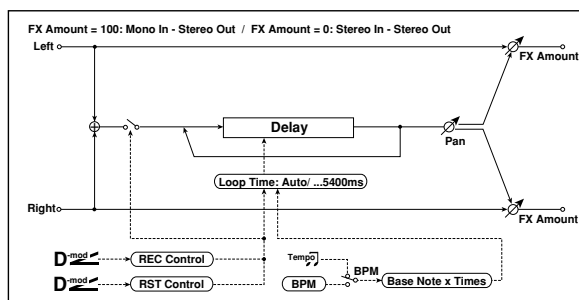 FX Amount = 100: Mono In - Stereo Out / FX Amount = 0: Stereo In - Stereo Out
Left
FX Amount
Delay
Pan
Loop Time: Auto/ ...5400ms
Right
FX Amount
D-mod
REC Control
Tempo
BPM
D-mod
RST Control
BPM
Base Note x Times